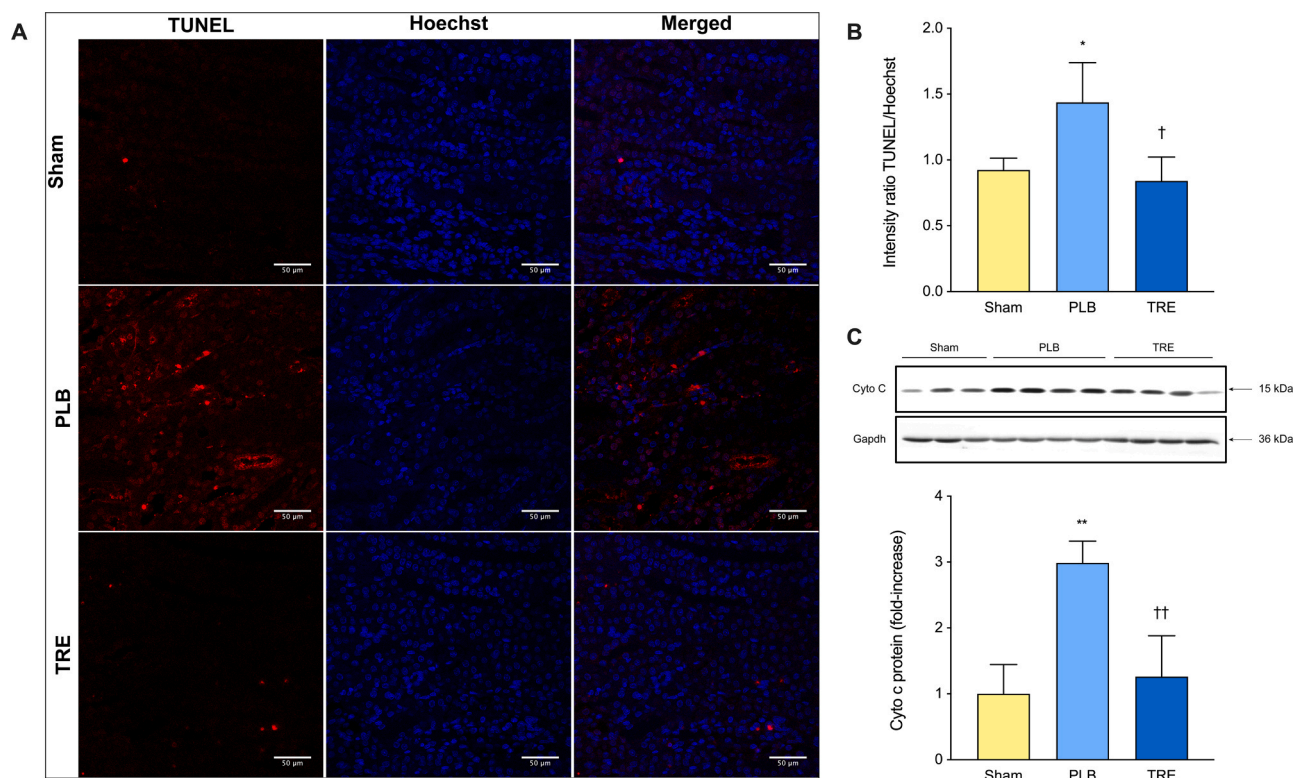 A
TUNEL Hoechst Merged
Sham
50 µm 50 µm 50 µm
PLB
50 µm 50 µm 50 µm
TRE
50 µm 50 µm 50 µm
B
Intensity ratio TUNEL/Hoechst
2.0
1.5
1.0
0.5
0.0
*
†
Sham PLB TRE
C
Sham PLB TRE
Cyto C 15 kDa
Gapdh 36 kDa
Cyto c protein (fold-increase)
4
3
2
1
0
**
††
Sham PLB TRE